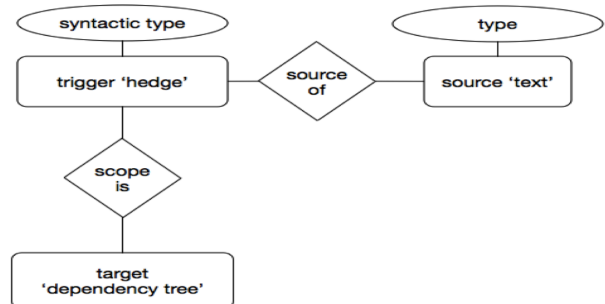 syntactic type
type
trigger ‘hedge’
source
of
source ‘text’
scope
is
target
‘dependency tree’